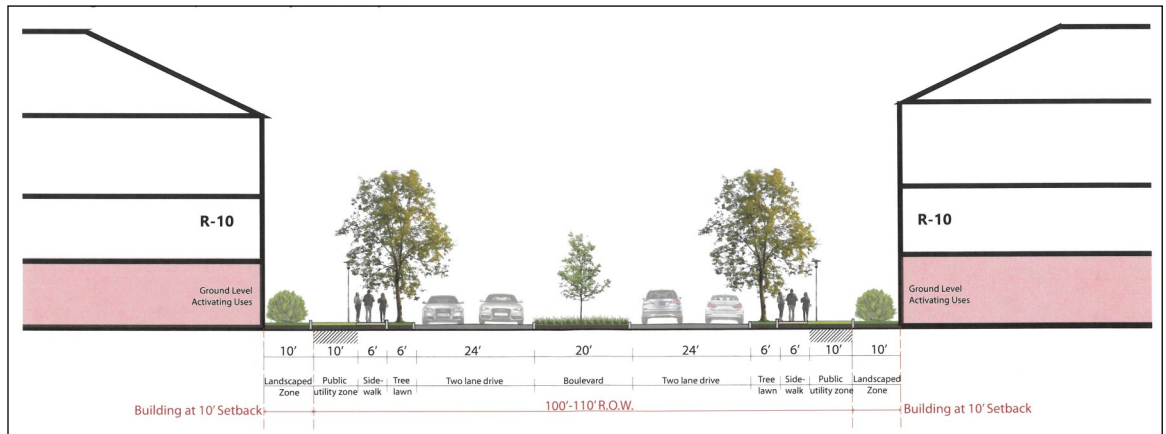 R-10
R-10
Ground Level
Activating Uses
Ground Level
Activating Uses
10' 10' 6' 6' 24' 20' 24' 6' 6' 10' 10'
Landscaped Zone
Public utility zone
Side-walk
Tree lawn
Two lane drive
Boulevard
Two lane drive
Tree lawn
Side-walk
Public utility zone
Landscaped Zone
Building at 10' Setback
100'-110' R.O.W.
Building at 10' Setback